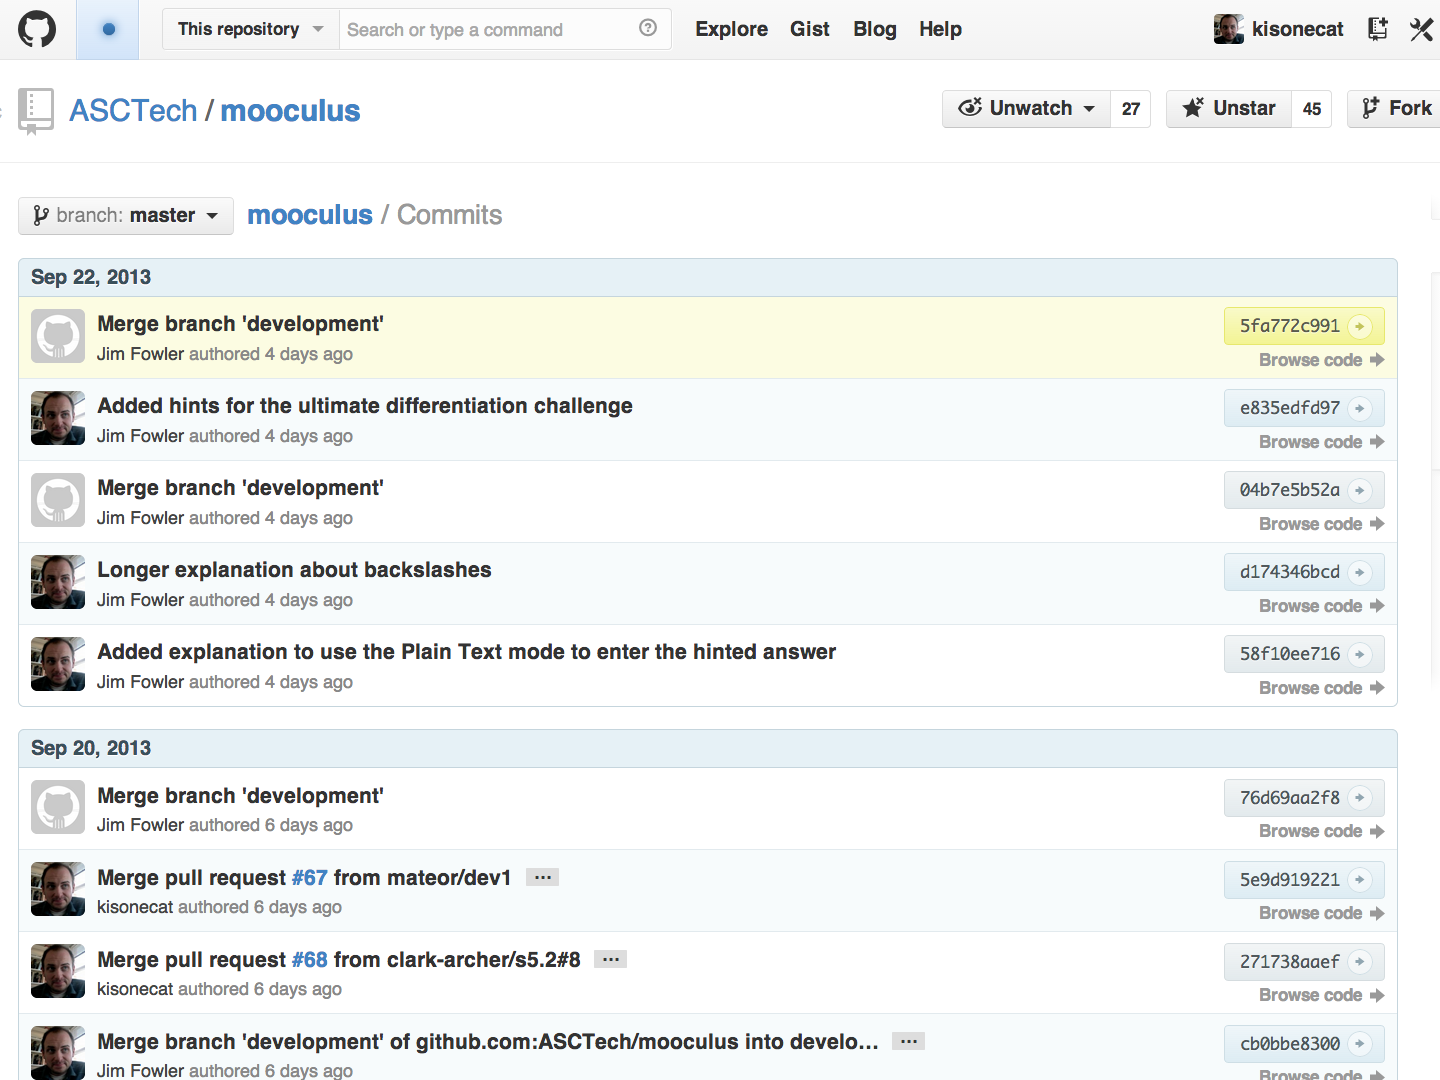 This repository Search or type a command Explore Gist Blog Help kisonecat
ASCTech / mooculus Unwatch 27 Unstar 45 Fork
branch: master mooculus / Commits
Sep 22, 2013
Merge branch 'development' 5fa772c991
Jim Fowler authored 4 days ago Browse code
Added hints for the ultimate differentiation challenge e835edfd97
Jim Fowler authored 4 days ago Browse code
Merge branch 'development' 04b7e5b52a
Jim Fowler authored 4 days ago Browse code
Longer explanation about backslashes d174346bcd
Jim Fowler authored 4 days ago Browse code
Added explanation to use the Plain Text mode to enter the hinted answer 58f10ee716
Jim Fowler authored 4 days ago Browse code
Sep 20, 2013
Merge branch 'development' 76d69aa2f8
Jim Fowler authored 6 days ago Browse code
Merge pull request #67 from mateor/dev1 ... 5e9d919221
kisonecat authored 6 days ago Browse code
Merge pull request #68 from clark-archer/s5.2#8 ... 271738aaef
kisonecat authored 6 days ago Browse code
Merge branch 'development' of github.com:ASCTech/mooculus into develo... ... cb0bbe8300
Jim Fowler authored 6 days ago Browse code